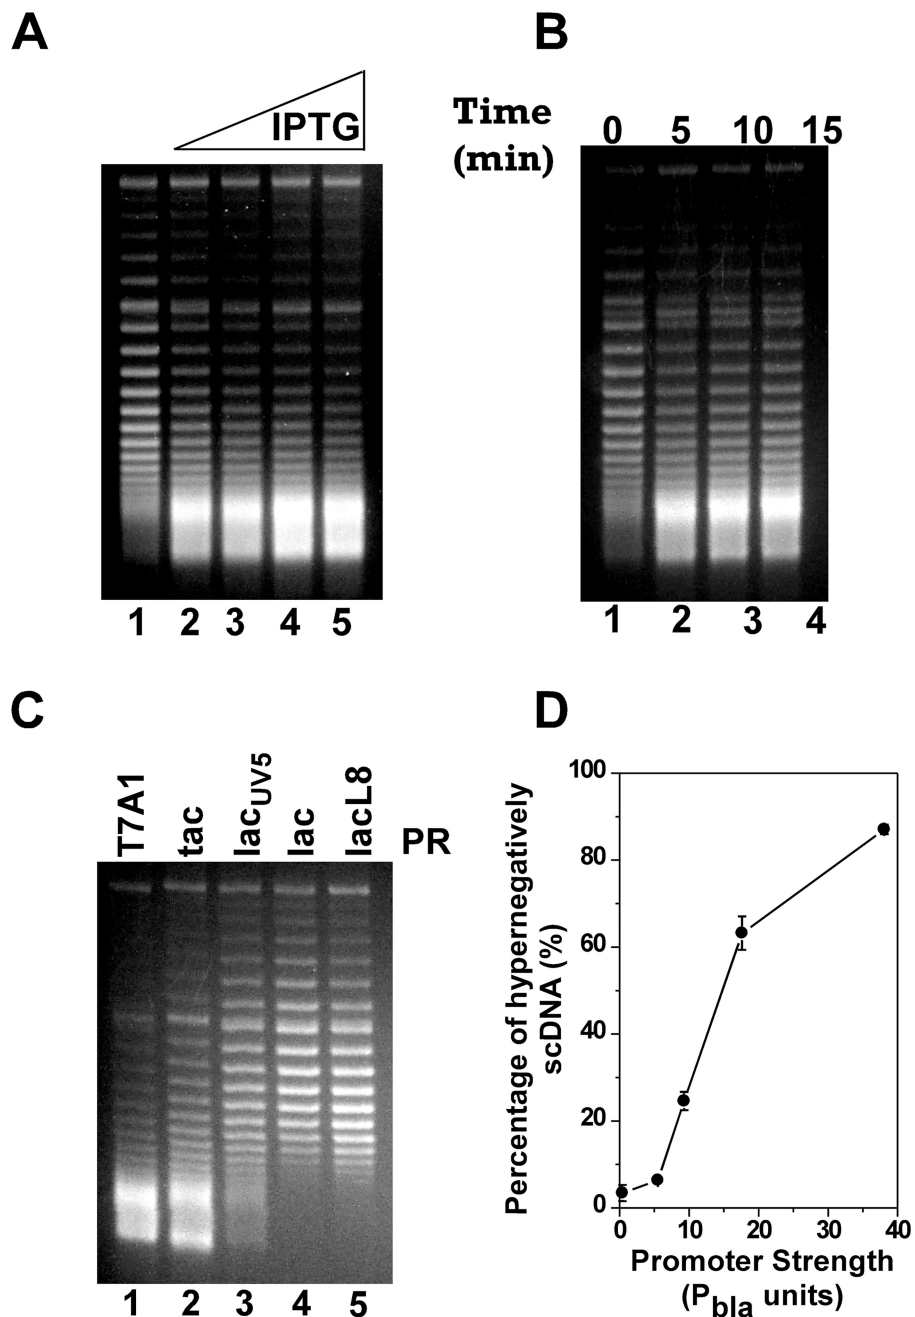 A
IPTG
1 2 3 4 5
B
Time (min)
0 5 10 15
1 2 3 4
C
T7A1 tac lacUV5 lac lacL8 PR
1 2 3 4 5
D
Percentage of hypernegatively
scDNA (%)
100
80
60
40
20
0
0 10 20 30 40
Promoter Strength
(Pbla units)